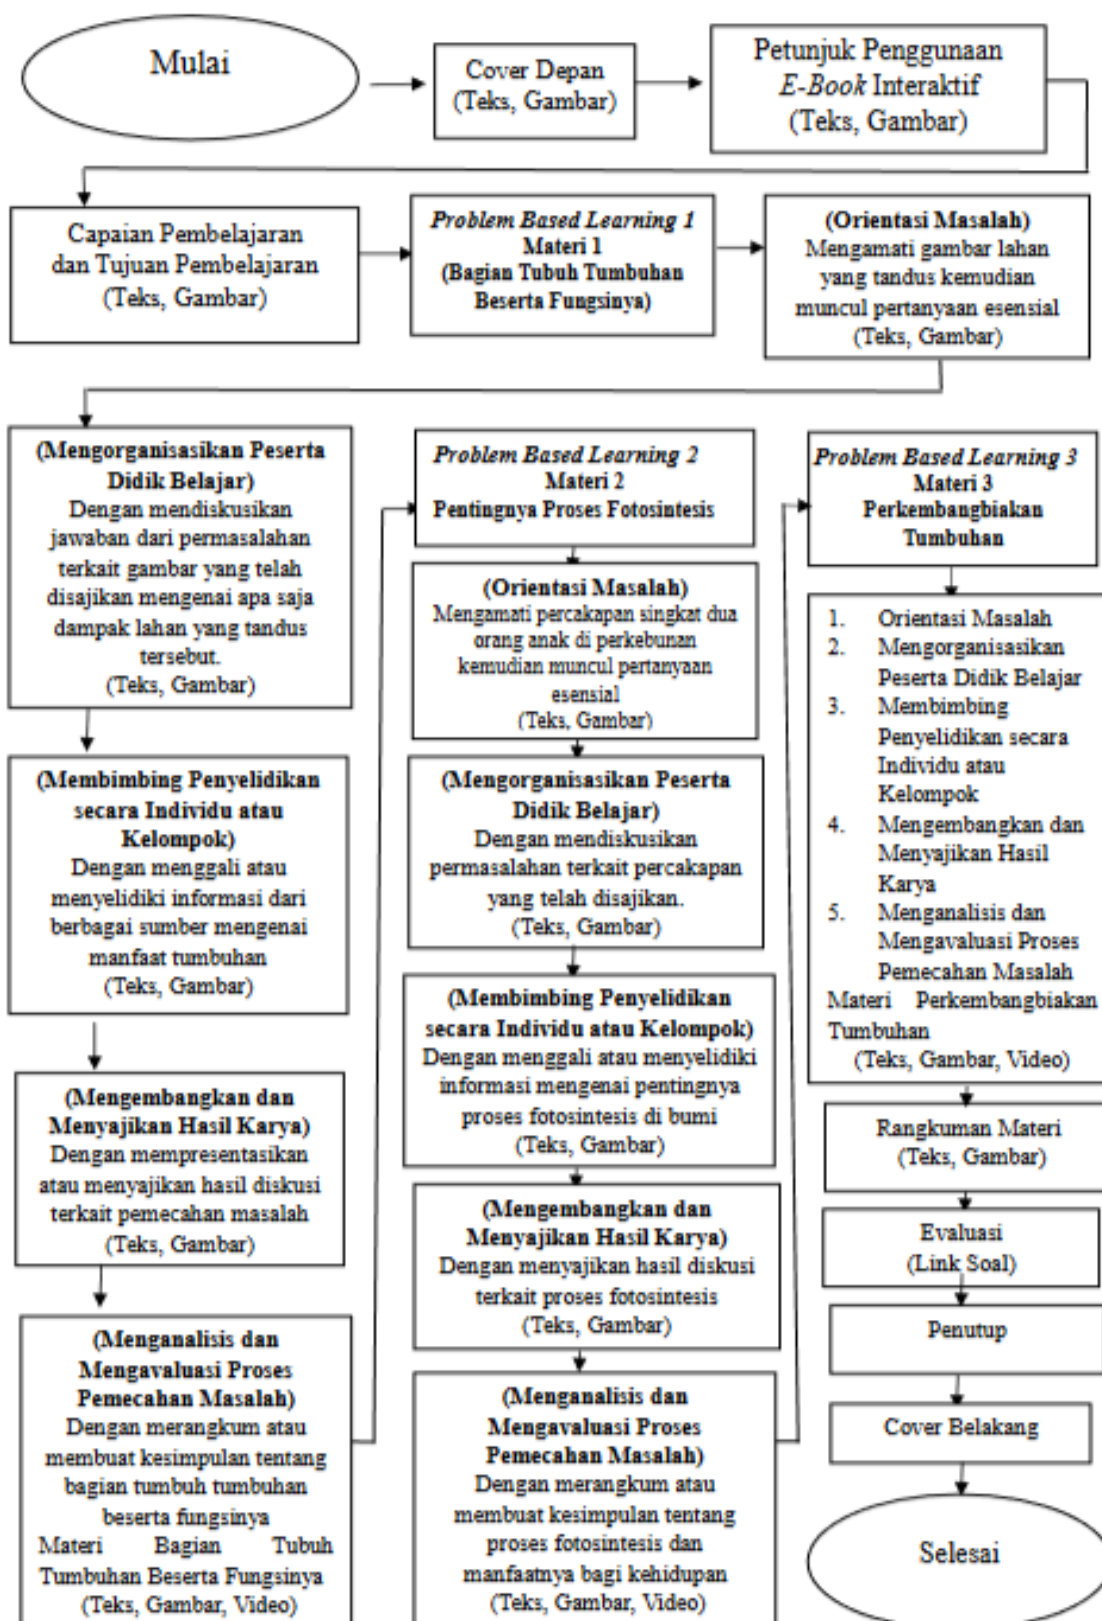 Mulai
Cover Depan
(Teks, Gambar)
Petunjuk Penggunaan
E-Book Interaktif
(Teks, Gambar)
Capaian Pembelajaran
dan Tujuan Pembelajaran
(Teks, Gambar)
Problem Based Learning 1
Materi 1
(Bagian Tubuh Tumbuhan
Beserta Fungsinya)
(Orientasi Masalah)
Mengamati gambar lahan
yang tandus kemudian
muncul pertanyaan esensial
(Teks, Gambar)
(Mengorganisasikan Peserta
Didik Belajar)
Dengan mendiskusikan
jawaban dari permasalahan
terkait gambar yang telah
disajikan mengenai apa saja
dampak lahan yang tandus
tersebut.
(Teks, Gambar)
(Membimbing Penyelidikan
secara Individu atau
Kelompok)
Dengan menggali atau
menyelidiki informasi dari
berbagai sumber mengenai
manfaat tumbuhan
(Teks, Gambar)
(Mengembangkan dan
Menyajikan Hasil Karya)
Dengan mempresentasikan
atau menyajikan hasil diskusi
terkait pemecahan masalah
(Teks, Gambar)
(Menganalisis dan
Mengavaluasi Proses
Pemecahan Masalah)
Dengan merangkum atau
membuat kesimpulan tentang
bagian tumbuh tumbuhan
beserta fungsinya
Materi Bagian Tubuh
Tumbuhan Beserta Fungsinya
(Teks, Gambar, Video)
Problem Based Learning 2
Materi 2
Pentingnya Proses Fotosintesis
(Orientasi Masalah)
Mengamati percakapan singkat dua
orang anak di perkebunan
kemudian muncul pertanyaan
esensial
(Teks, Gambar)
(Mengorganisasikan Peserta
Didik Belajar)
Dengan mendiskusikan
permasalahan terkait percakapan
yang telah disajikan.
(Teks, Gambar)
(Membimbing Penyelidikan
secara Individu atau Kelompok)
Dengan menggali atau menyelidiki
informasi mengenai pentingnya
proses fotosintesis di bumi
(Teks, Gambar)
(Mengembangkan dan
Menyajikan Hasil Karya)
Dengan menyajikan hasil diskusi
terkait proses fotosintesis
(Teks, Gambar)
(Menganalisis dan
Mengavaluasi Proses
Pemecahan Masalah)
Dengan merangkum atau
membuat kesimpulan tentang
proses fotosintesis dan
manfaatnya bagi kehidupan
(Teks, Gambar, Video)
Problem Based Learning 3
Materi 3
Perkembangbiakan
Tumbuhan
1. Orientasi Masalah
2. Mengorganisasikan
Peserta Didik Belajar
3. Membimbing
Penyelidikan secara
Individu atau
Kelompok
4. Mengembangkan dan
Menyajikan Hasil
Karya
5. Menganalisis dan
Mengavaluasi Proses
Pemecahan Masalah
Materi Perkembangbiakan
Tumbuhan
(Teks, Gambar, Video)
Rangkuman Materi
(Teks, Gambar)
Evaluasi
(Link Soal)
Penutup
Cover Belakang
Selesai